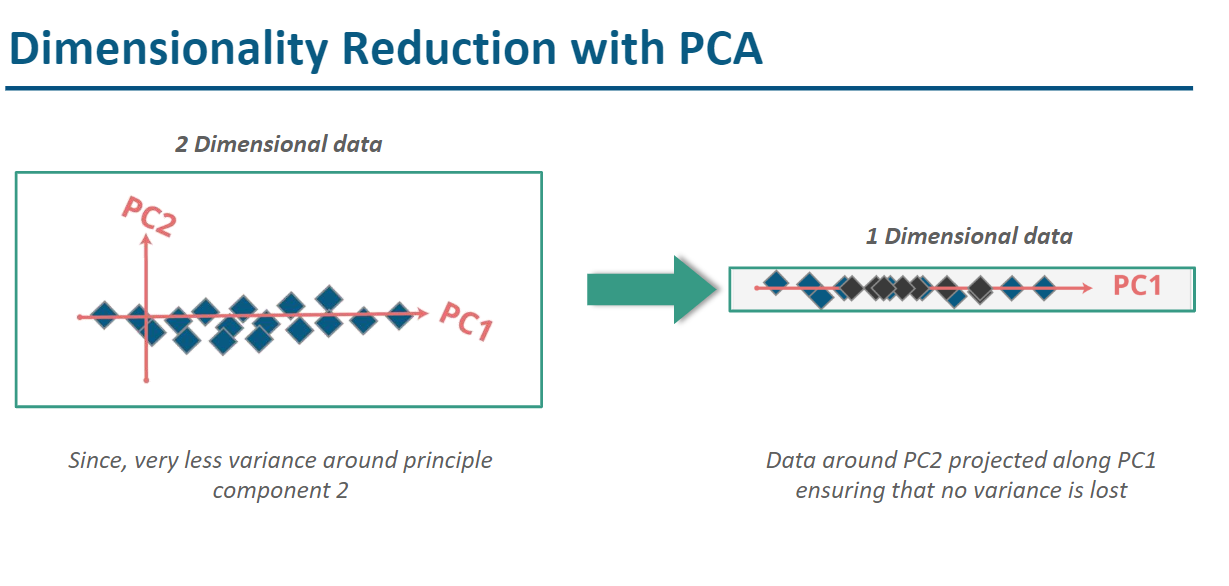 Dimensionality Reduction with PCA
2 Dimensional data
PC2
PC1
Since, very less variance around principle
component 2
1 Dimensional data
PC1
Data around PC2 projected along PC1
ensuring that no variance is lost